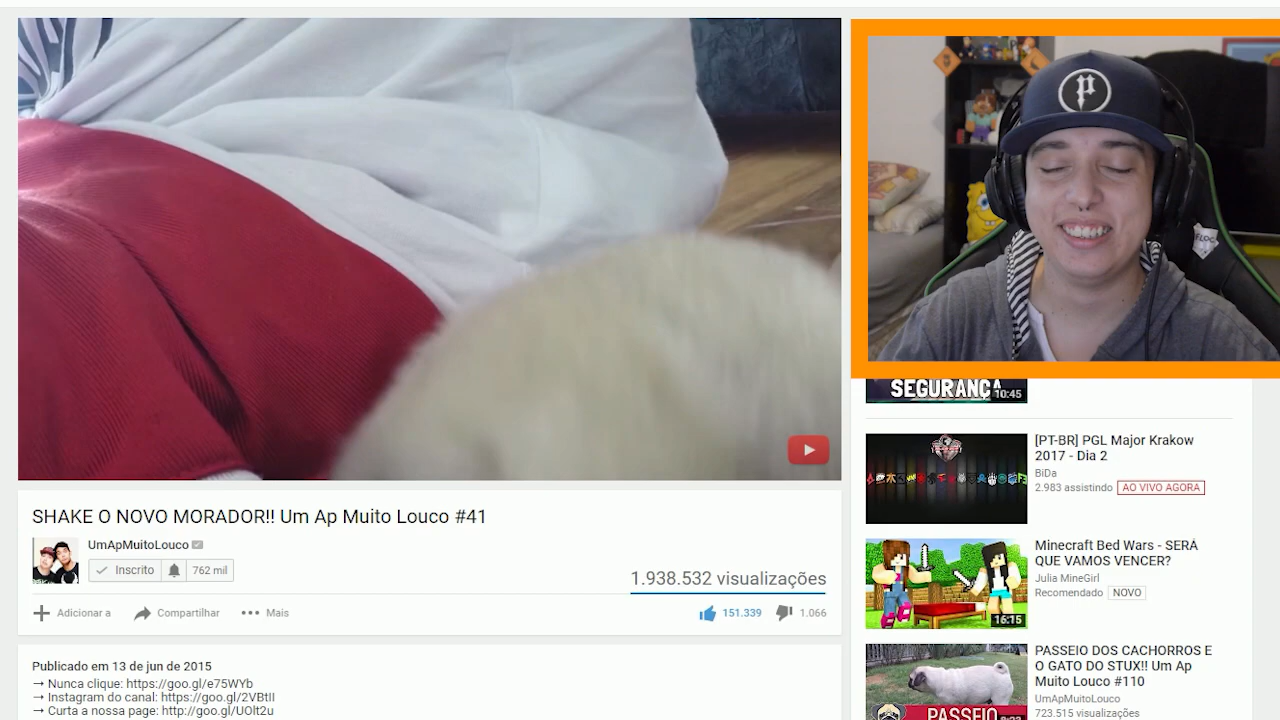 SHAKE O NOVO MORADOR!! Um Ap Muito Louco #41
UmApMuitoLouco
Inscrito
762 mil
1.938.532 visualizações
Adicionar a
Compartilhar
Mais
151.339
1.066
Publicado em 13 de jun de 2015
→ Nunca clique: https://goo.gl/e75WYb
→ Instagram do canal: https://goo.gl/2VBtII
→ Curta a nossa page: http://goo.gl/UOlt2u
P
SEGURANÇA
10:45
[PT-BR] PGL Major Krakow
2017 - Dia 2
BiDa
2.983 assistindo AO VIVO AGORA
Minecraft Bed Wars - SERÁ
QUE VAMOS VENCER?
Julia MineGirl
Recomendado NOVO
16:15
PASSEIO DOS CACHORROS E
O GATO DO STUX!! Um Ap
Muito Louco #110
UmApMuitoLouco
723.515 visualizações
PASSEIO